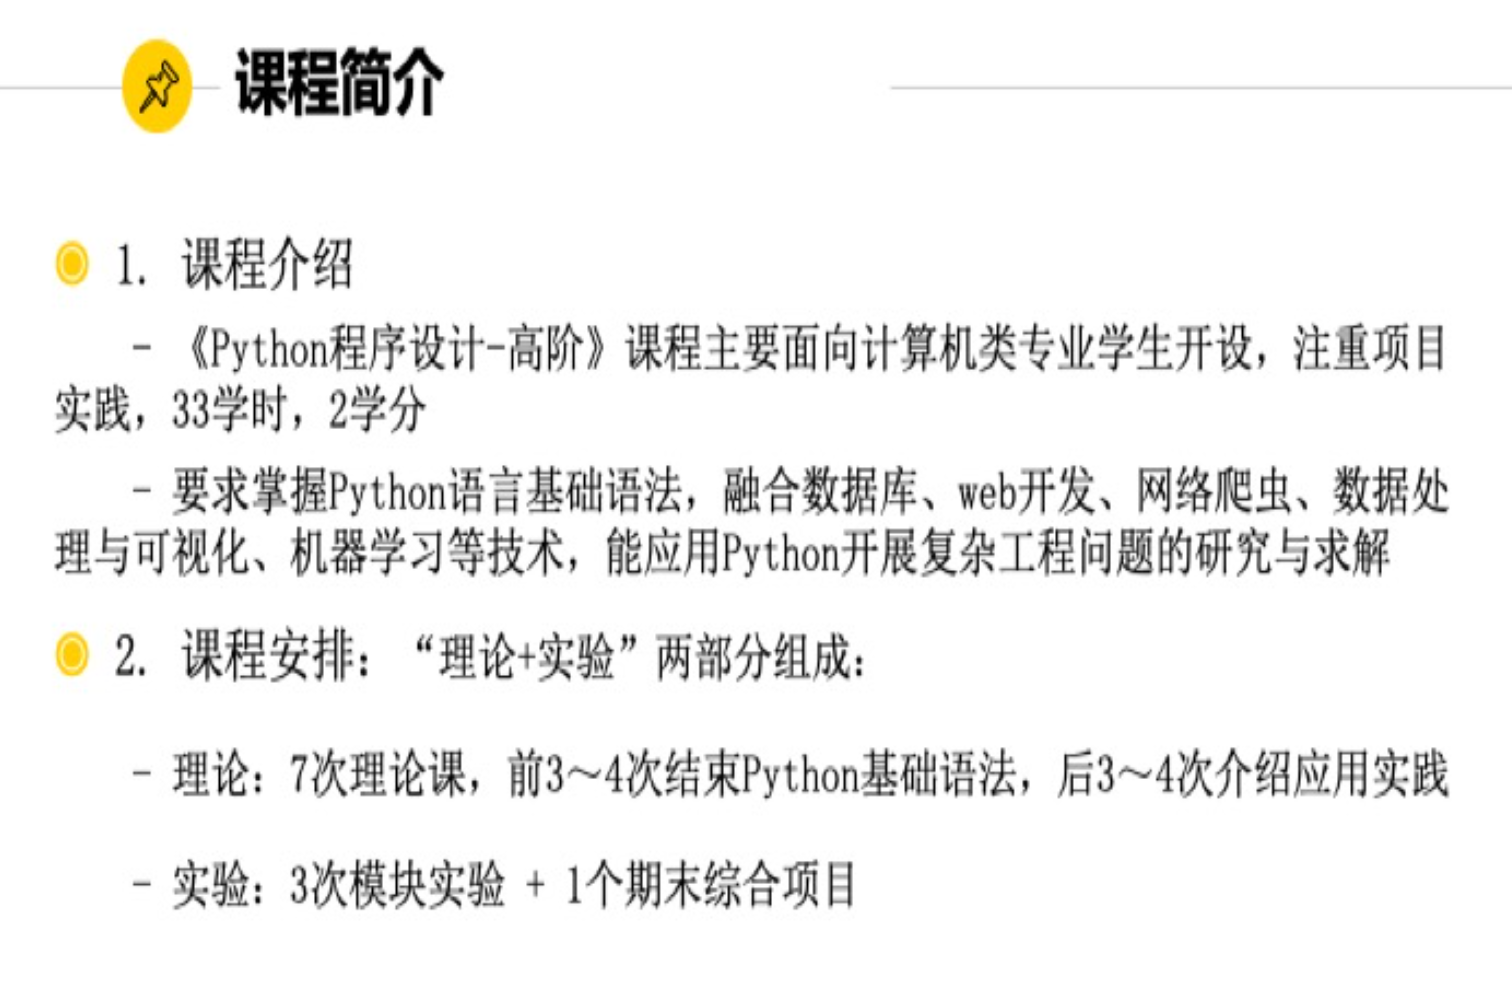 课程简介
1. 课程介绍
- 《Python程序设计-高阶》课程主要面向计算机类专业学生开设，注重项目
实践，33学时，2学分
- 要求掌握Python语言基础语法，融合数据库、web开发、网络爬虫、数据处
理与可视化、机器学习等技术，能应用Python开展复杂工程问题的研究与求解
2. 课程安排：“理论+实验”两部分组成：
- 理论：7次理论课，前3～4次结束Python基础语法，后3～4次介绍应用实践
- 实验：3次模块实验 + 1个期末综合项目